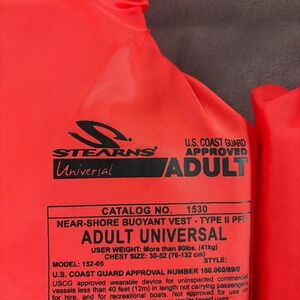 STEARNS®
Universal
U.S. COAST GUARD
APPROVED
ADULT
CATALOG NO. 1530
NEAR-SHORE BUOYANT VEST - TYPE II PFD
ADULT UNIVERSAL
USER WEIGHT: More than 90lbs. (41kg)
CHEST SIZE: 30-52 (76-132 cm)
MODEL: 152-05
STYLE:
U.S. COAST GUARD APPROVAL NUMBER 160.060/89/0
USCG approved wearable device for uninspected commercial
vessels less than 40 feet (12m) in length not carrying passengers
for hire, and for recreational boats. Not approved